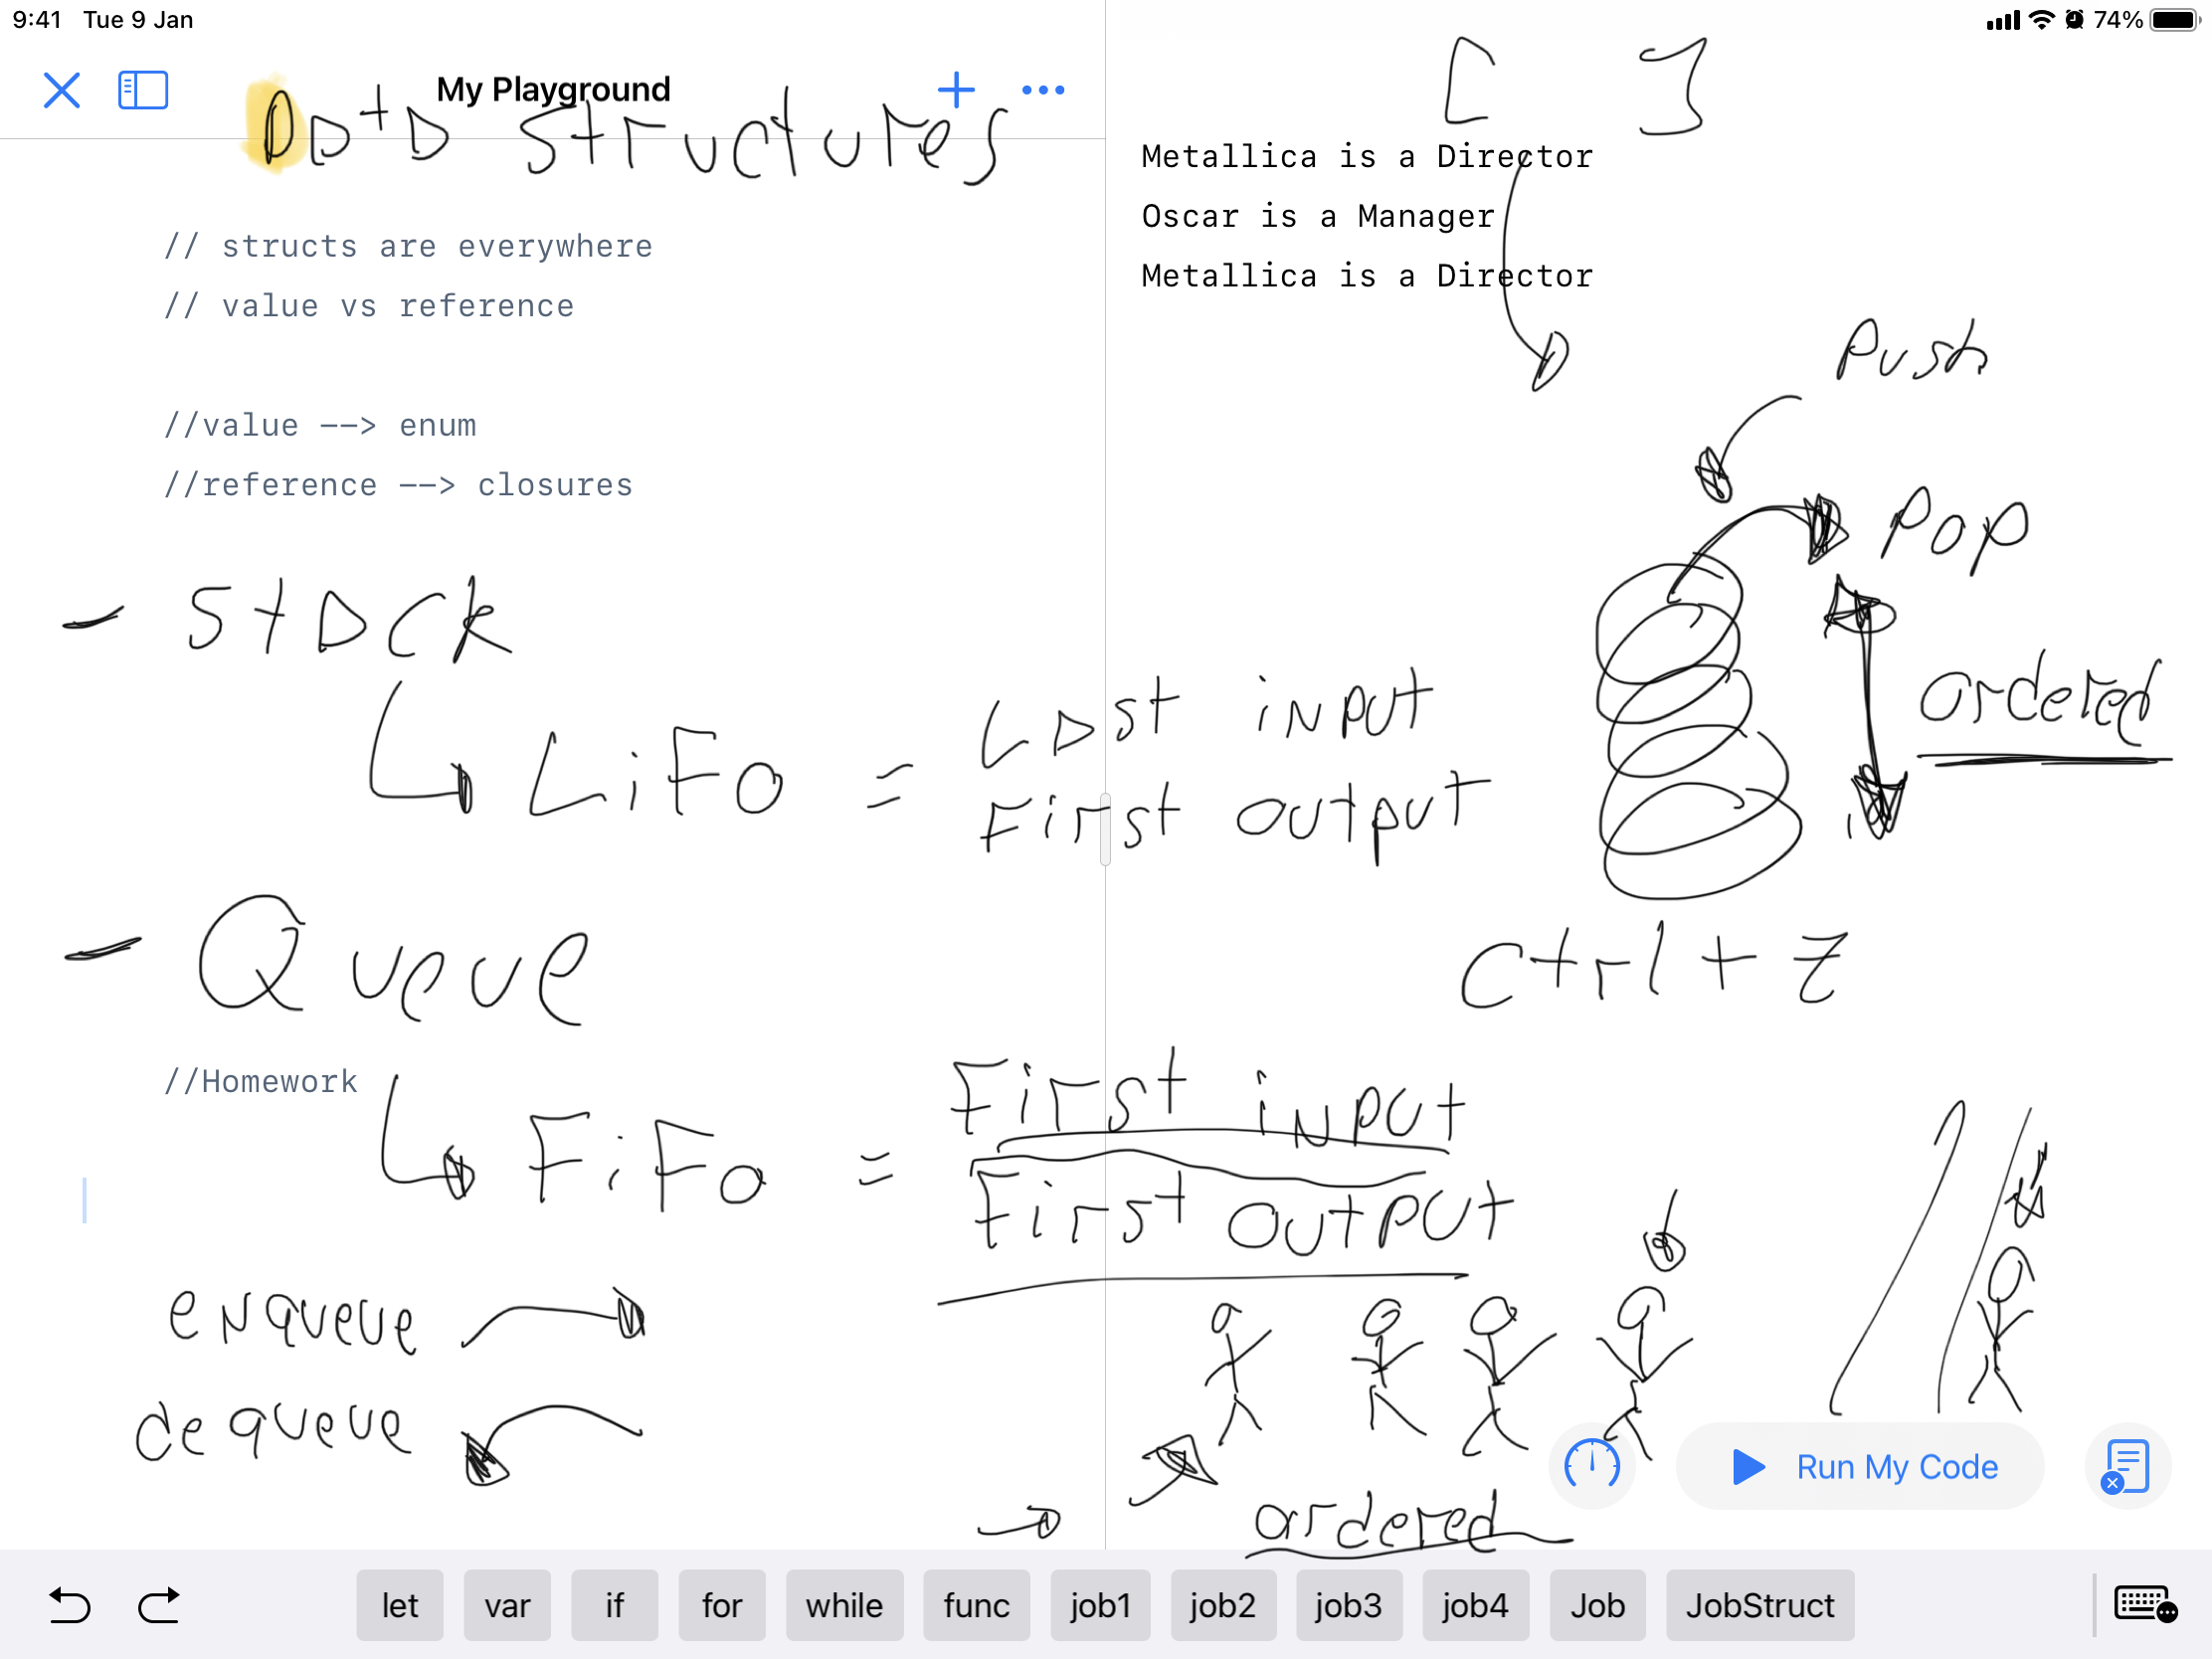 9:41 Tue 9 Jan
74%
My Playground
Data structures
[ ]
// structs are everywhere
// value vs reference
//value --> enum
//reference --> closures
Metallica is a Director
Oscar is a Manager
Metallica is a Director
Push
Pop
- Stack
ordered
LiFo = Last input
First output
- Queue
Ctrl + Z
//Homework
FiFo = First input
First output
enqueue
dequeue
ordered
Run My Code
let var if for while func job1 job2 job3 job4 Job JobStruct